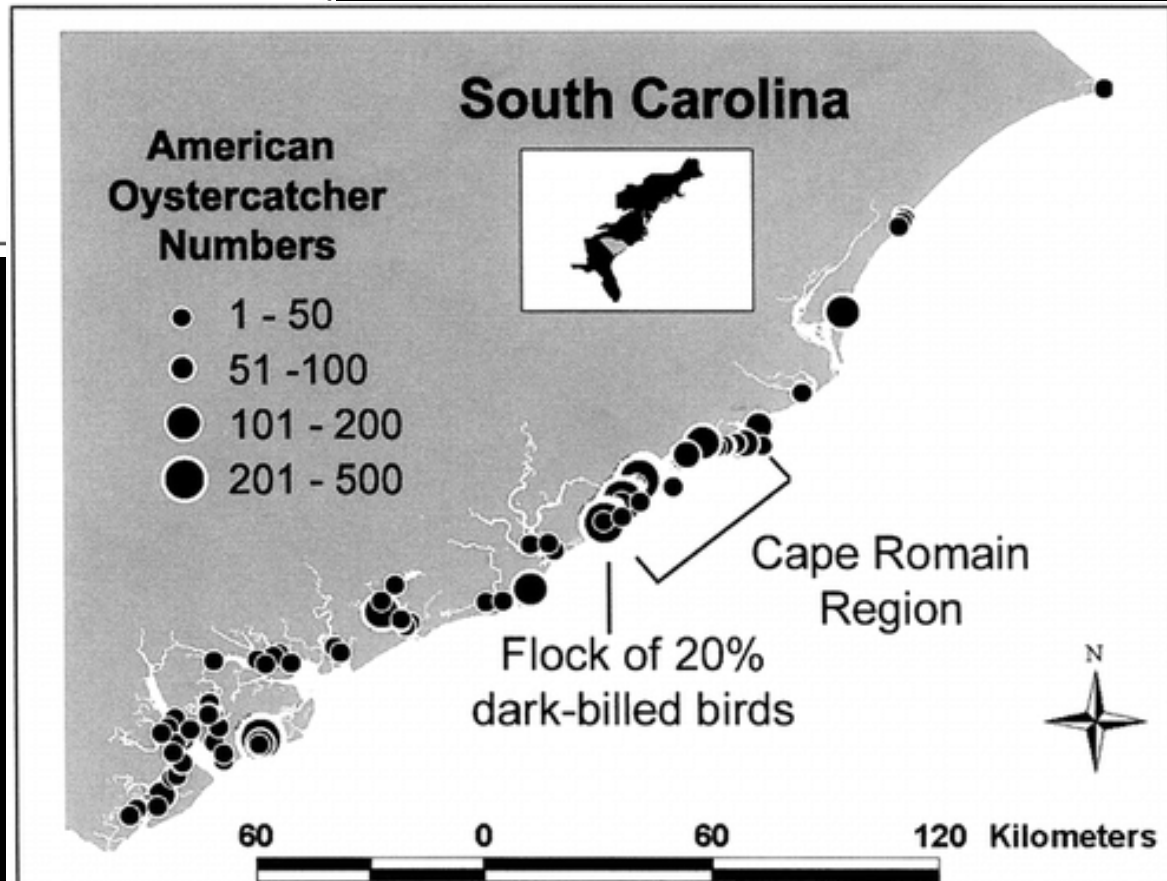 South Carolina
American
Oystercatcher
Numbers
1 - 50
51 -100
101 - 200
201 - 500
Cape Romain
Region
Flock of 20%
dark-billed birds
N
60 0 60 120 Kilometers